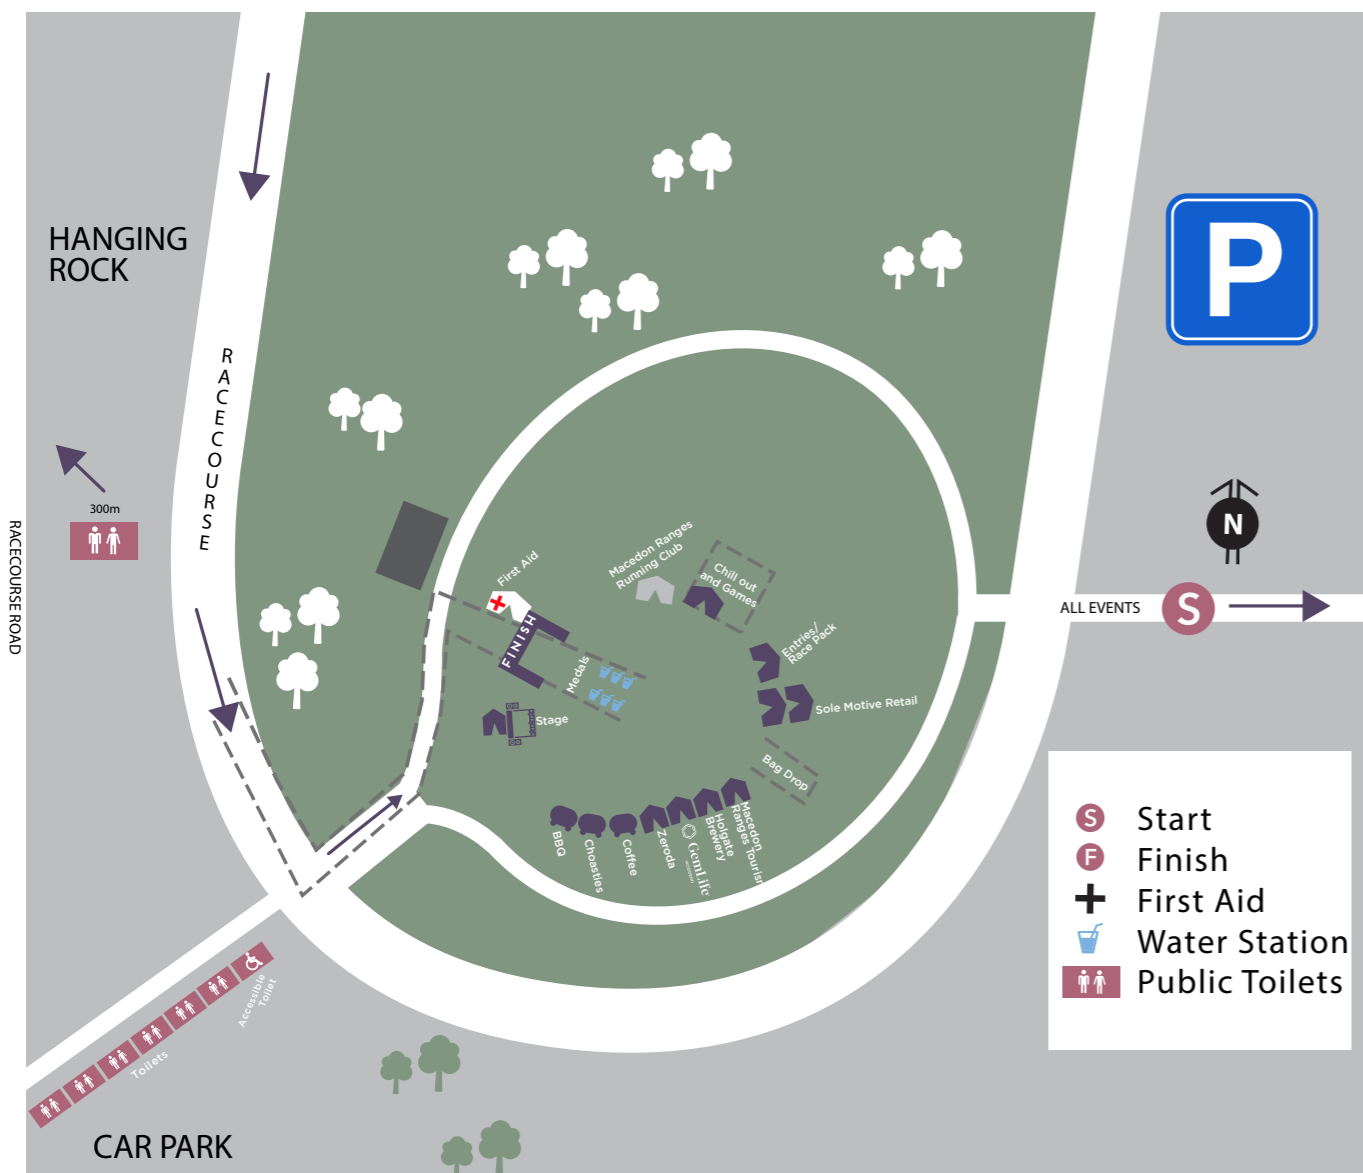 HANGING
ROCK
P
RACECOURSE
300m
RACECOURSE ROAD
N
ALL EVENTS
S
First Aid
FINISH
Medals
Stage
Macedon Ranges
Running Club
Chill out
and Games
Entries/
Race Pack
Sole Motive Retail
Bag Drop
BBQ
Choasties
Coffee
Zeroda
GemLife
Holgate
Brewery
Macedon
Ranges Tourism
Accessible
Toilet
Toilets
CAR PARK
S Start
F Finish
First Aid
Water Station
Public Toilets